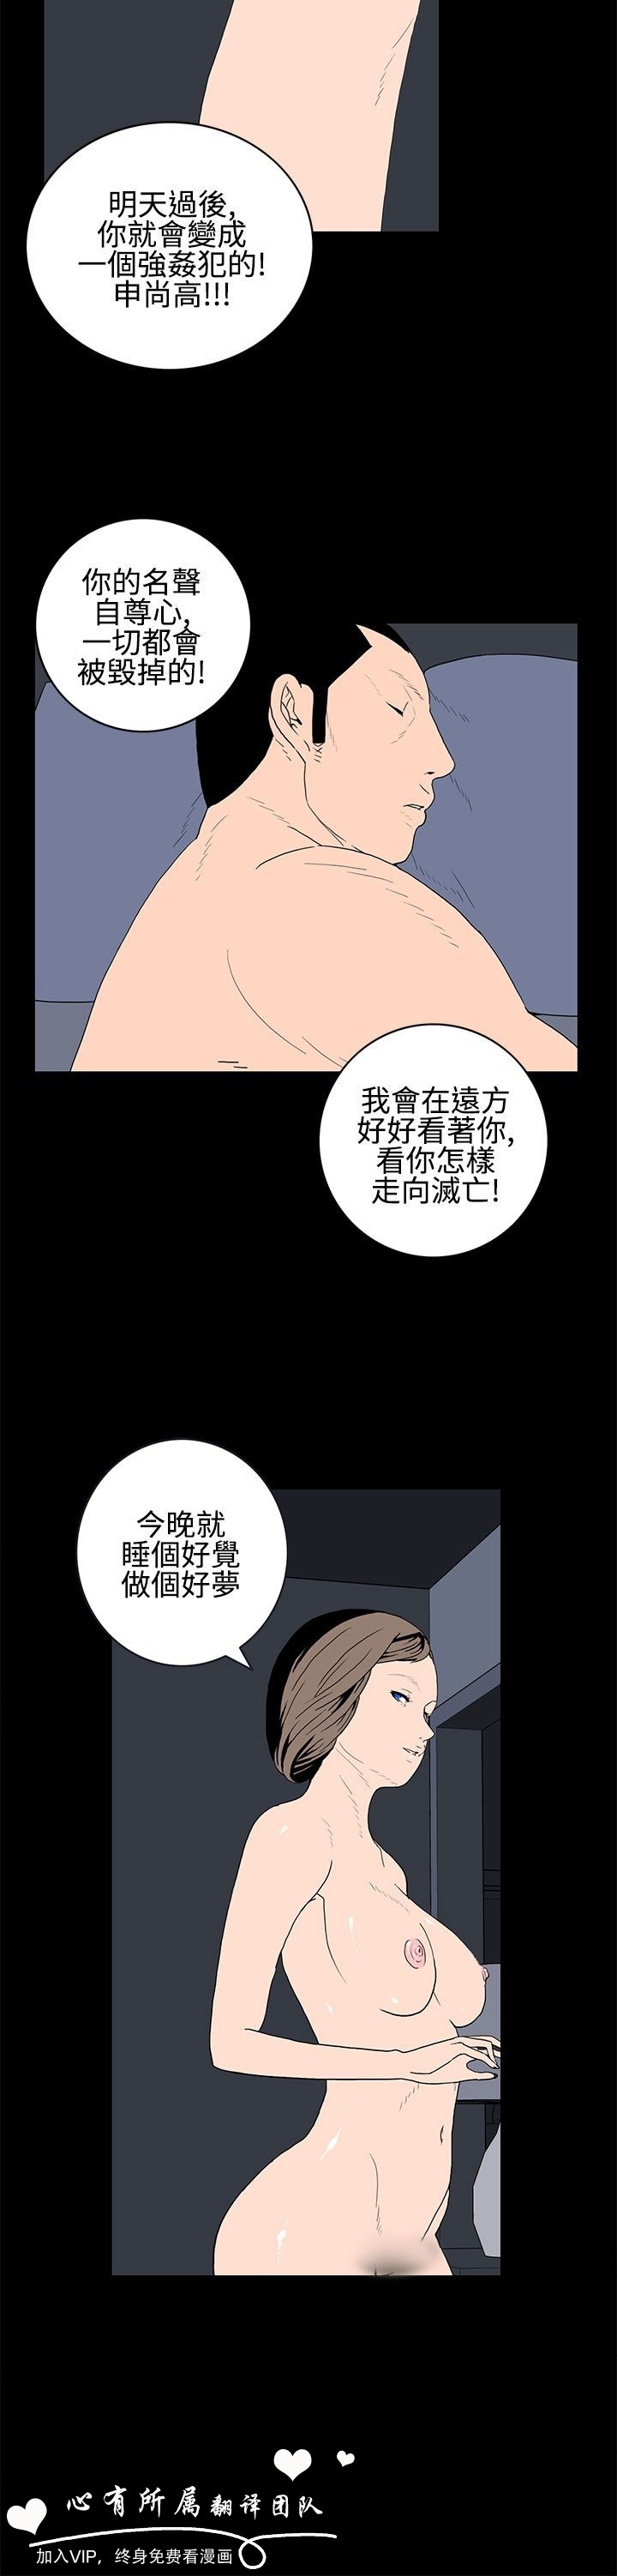 明天過後,
你就會變成
一個強姦犯的!
申尚高!!!
你的名聲
自尊心,
一切都會
被毀掉的!
我會在遠方
好好看著你,
看你怎樣
走向滅亡!
今晚就
睡個好覺
做個好夢
心有所属翻译团队
加入VIP，终身免费看漫画